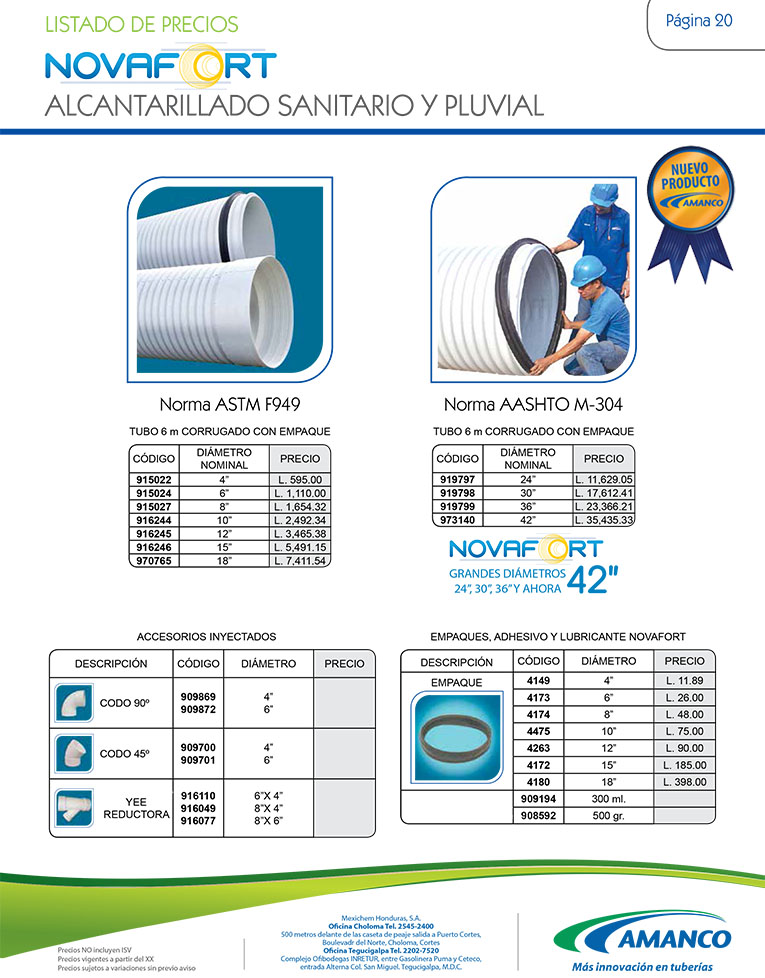 LISTADO DE PRECIOS
Página 20
NOVAFORT
ALCANTARILLADO SANITARIO Y PLUVIAL
NUEVO
PRODUCTO
AMANCO
Norma ASTM F949
TUBO 6 m CORRUGADO CON EMPAQUE
CÓDIGO DIÁMETRO NOMINAL PRECIO
915022 4" L. 595.00
915024 6" L. 1,110.00
915027 8" L. 1,654.32
916244 10" L. 2,492.34
916245 12" L. 3,465.38
916246 15" L. 5,491.15
970765 18" L. 7,411.54
Norma AASHTO M-304
TUBO 6 m CORRUGADO CON EMPAQUE
CÓDIGO DIÁMETRO NOMINAL PRECIO
919797 24" L. 11,629.05
919798 30" L. 17,612.41
919799 36" L. 23,366.21
973140 42" L. 35,435.33
NOVAFORT
GRANDES DIÁMETROS
24", 30", 36" Y AHORA 42"
ACCESORIOS INYECTADOS
DESCRIPCIÓN CÓDIGO DIÁMETRO PRECIO
CODO 90º
909869 4"
909872 6"
CODO 45º
909700 4"
909701 6"
YEE
REDUCTORA
916110 6"X 4"
916049 8"X 4"
916077 8"X 6"
EMPAQUES, ADHESIVO Y LUBRICANTE NOVAFORT
DESCRIPCIÓN CÓDIGO DIÁMETRO PRECIO
EMPAQUE
4149 4" L. 11.89
4173 6" L. 26.00
4174 8" L. 48.00
4475 10" L. 75.00
4263 12" L. 90.00
4172 15" L. 185.00
4180 18" L. 398.00
909194 300 ml.
908592 500 gr.
Precios NO incluyen ISV
Precios vigentes a partir del XX
Precios sujetos a variaciones sin previo aviso
Mexichem Honduras, S.A.
Oficina Choloma Tel. 2545-2400
500 metros delante de las caseta de peaje salida a Puerto Cortes,
Boulevadr del Norte, Choloma, Cortes
Oficina Tegucigalpa Tel. 2202-7520
Complejo Ofibodegas INRETUR, entre Gasolinera Puma y Ceteco,
entrada Alterna Col. San Miguel. Tegucigalpa, M.D.C.
AMANCO
Más innovación en tuberías